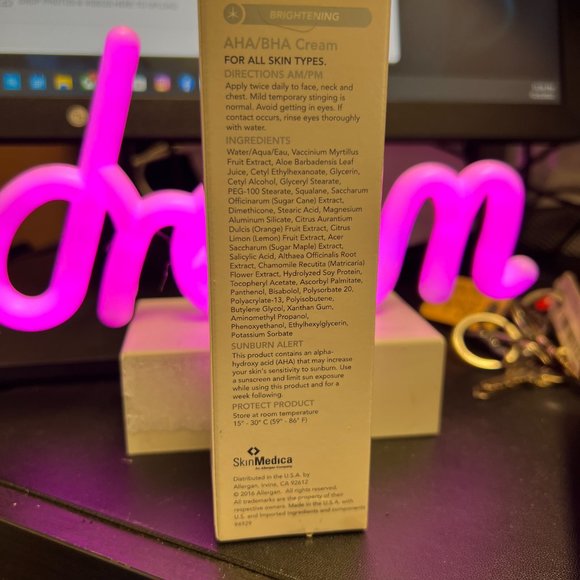 BRIGHTENING
AHA/BHA Cream
FOR ALL SKIN TYPES.
DIRECTIONS AM/PM
Apply twice daily to face, neck and
chest. Mild temporary stinging is
normal. Avoid getting in eyes. If
contact occurs, rinse eyes thoroughly
with water.
INGREDIENTS
Water/Aqua/Eau, Vaccinium Myrtillus
Fruit Extract, Aloe Barbadensis Leaf
Juice, Cetyl Ethylhexanoate, Glycerin,
Cetyl Alcohol, Glyceryl Stearate,
PEG-100 Stearate, Squalane, Saccharum
Officinarum (Sugar Cane) Extract,
Dimethicone, Stearic Acid, Magnesium
Aluminum Silicate, Citrus Aurantium
Dulcis (Orange) Fruit Extract, Citrus
Limon (Lemon) Fruit Extract, Acer
Saccharum (Sugar Maple) Extract,
Salicylic Acid, Althaea Officinalis Root
Extract, Chamomile Recutita (Matricaria)
Flower Extract, Hydrolyzed Soy Protein,
Tocopheryl Acetate, Ascorbyl Palmitate,
Panthenol, Bisabolol, Polysorbate 20,
Polyacrylate-13, Polyisobutene,
Butylene Glycol, Xanthan Gum,
Aminomethyl Propanol,
Phenoxyethanol, Ethylhexylglycerin,
Potassium Sorbate
SUNBURN ALERT
This product contains an alpha-
hydroxy acid (AHA) that may increase
your skin's sensitivity to sunburn. Use
a sunscreen and limit sun exposure
while using this product and for a
week following.
PROTECT PRODUCT
Store at room temperature
15° - 30° C (59° - 86° F)
SkinMedica
An Allergan Company
Distributed in the U.S.A. by
Allergan, Irvine, CA 92612
© 2016 Allergan. All rights reserved.
All trademarks are the property of their
respective owners. Made in the U.S.A. with
U.S. and imported ingredients and components
94929